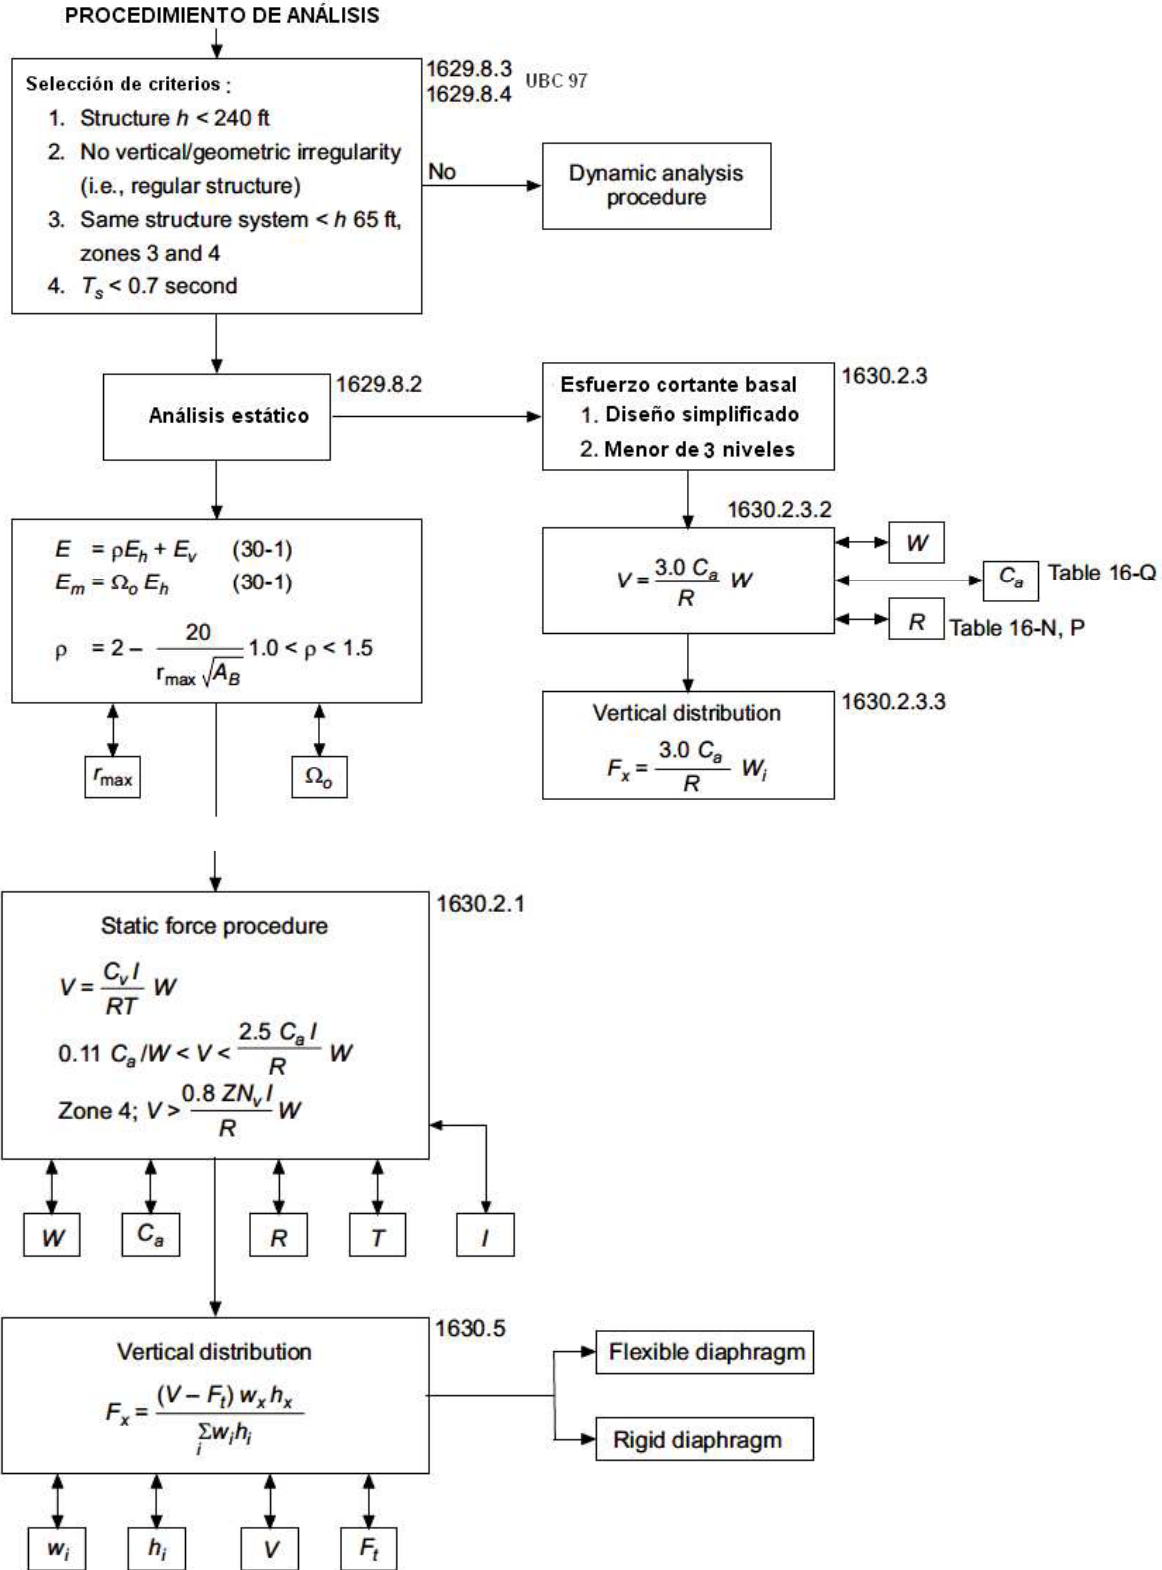 PROCEDIMIENTO DE ANÁLISIS
Selección de criterios :
1. Structure h < 240 ft
2. No vertical/geometric irregularity
(i.e., regular structure)
3. Same structure system < h 65 ft,
zones 3 and 4
4. Ts < 0.7 second
1629.8.3
1629.8.4
UBC 97
No
Dynamic analysis
procedure
Análisis estático
1629.8.2
Esfuerzo cortante basal
1. Diseño simplificado
2. Menor de 3 niveles
1630.2.3
E = ρEh + Ev (30-1)
Em = Ωo Eh (30-1)
ρ = 2 – 20 / rmax √AB 1.0 < ρ < 1.5
rmax
Ωo
1630.2.3.2
V = 3.0 Ca / R W
W
Ca
Table 16-Q
R
Table 16-N, P
Vertical distribution
Fx = 3.0 Ca / R Wi
1630.2.3.3
Static force procedure
1630.2.1
V = Cv I / RT W
0.11 Ca /W < V < 2.5 Ca I / R W
Zone 4; V > 0.8 ZNv I / R W
W
Ca
R
T
I
Vertical distribution
1630.5
Fx = (V – Ft) wx hx / Σi wi hi
Flexible diaphragm
Rigid diaphragm
wi
hi
V
Ft